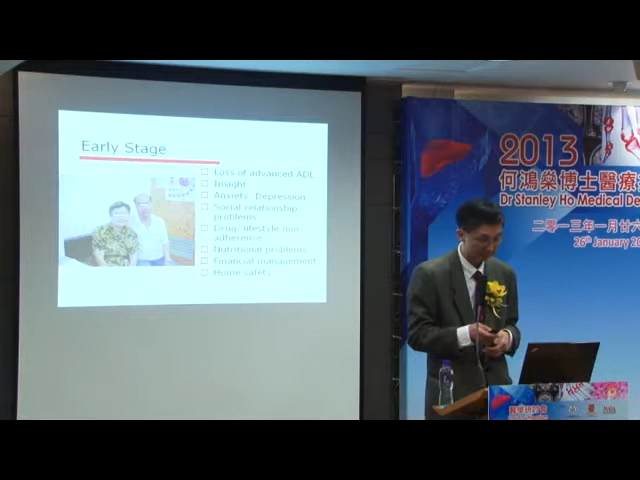 Early Stage
Loss of advanced ADL
Insight
Anxiety, Depression
Social relationship
problems
Drug, lifestyle non
adherence
Nutritional problems
Financial management
Home safety
2013
何鴻燊博士醫療
Dr Stanley Ho Medical De
二零一三年一月廿六
26th January 20